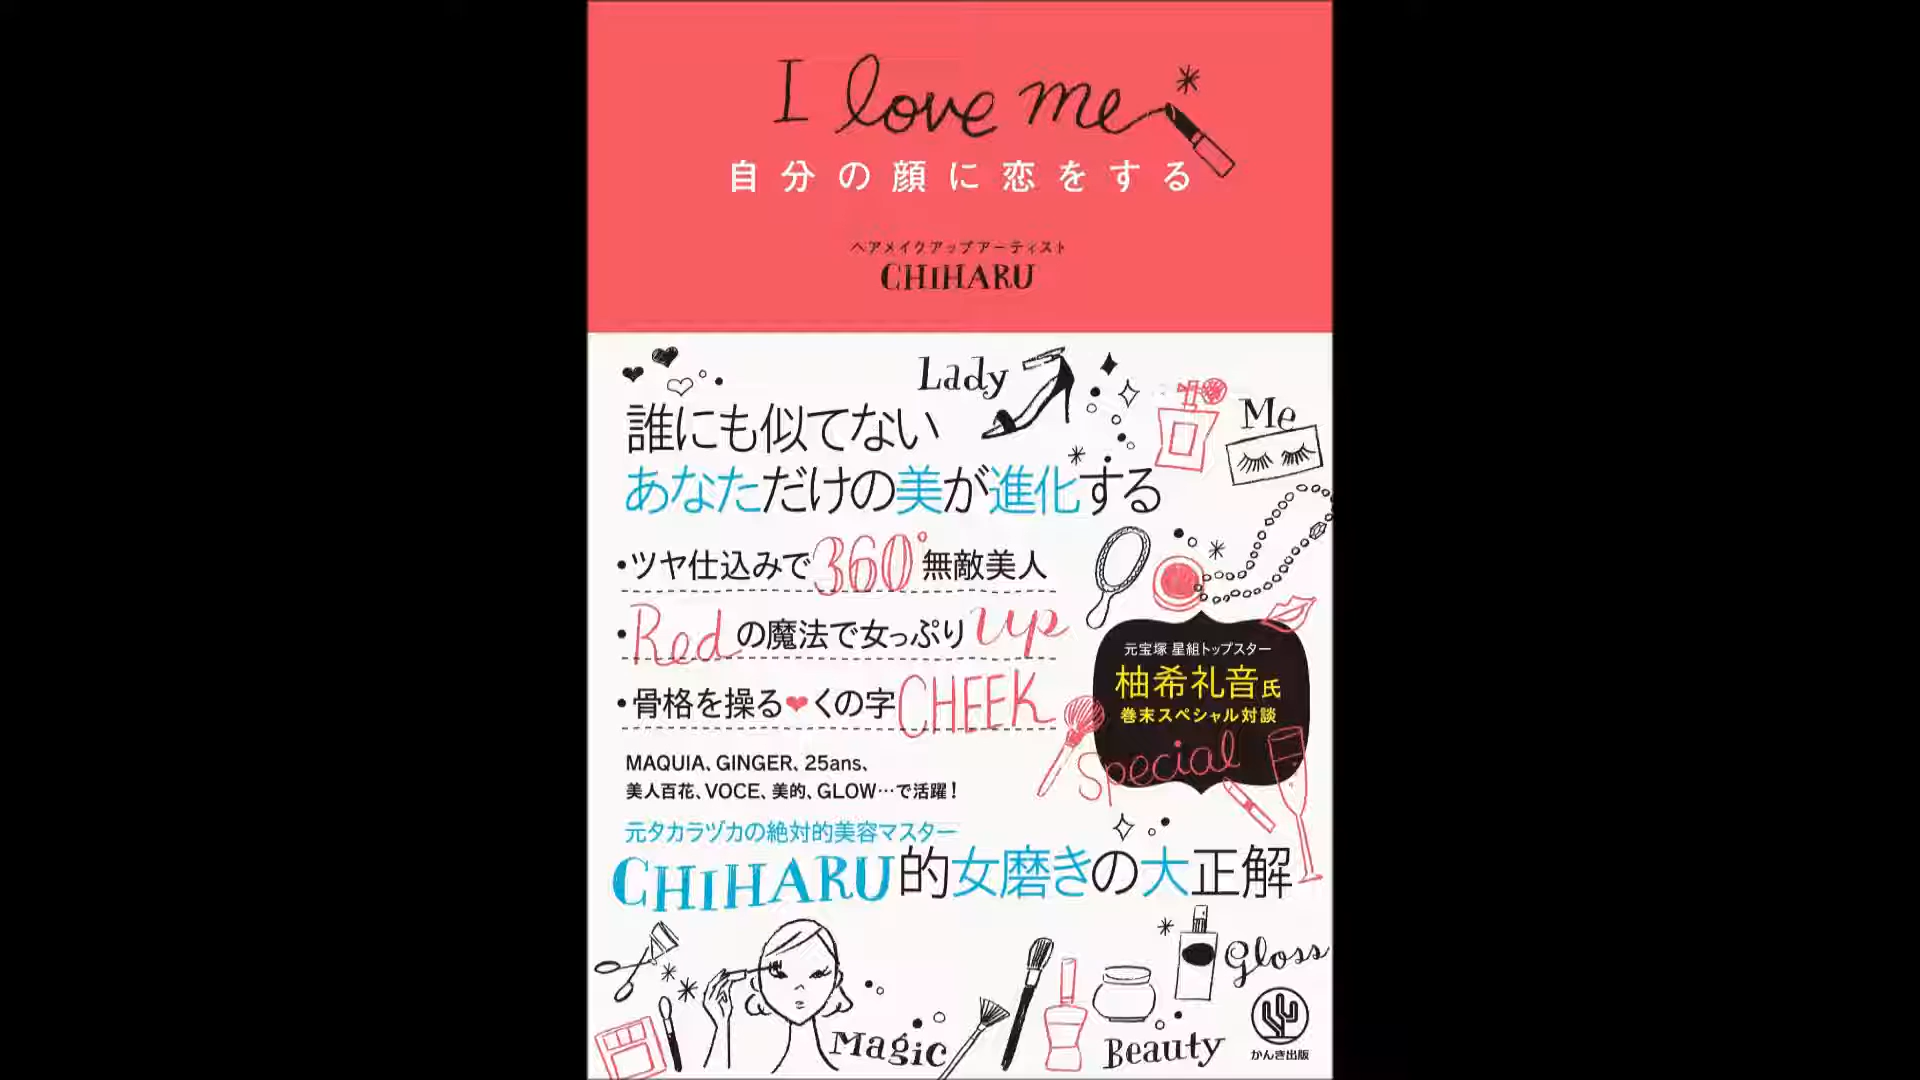 I love me
自分の顔に恋をする
ヘアメイクアップアーティスト
CHIHARU
Lady
Me
誰にも似てない
あなただけの美が進化する
・ツヤ仕込みで360°無敵美人
・Redの魔法で女っぷりup
・骨格を操る♥くの字CHEEK
元宝塚 星組トップスター
柚希礼音氏
巻末スペシャル対談
Special
MAQUIA、GINGER、25ans、
美人百花、VOCE、美的、GLOW…で活躍!
元タカラヅカの絶対的美容マスター
CHIHARU的女磨きの大正解
Gloss
Magic
Beauty
かんき出版